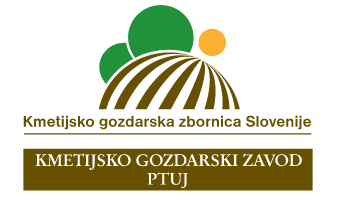 Kmetijsko gozdarska zbornica Slovenije
KMETIJSKO GOZDARSKI ZAVOD
PTUJ